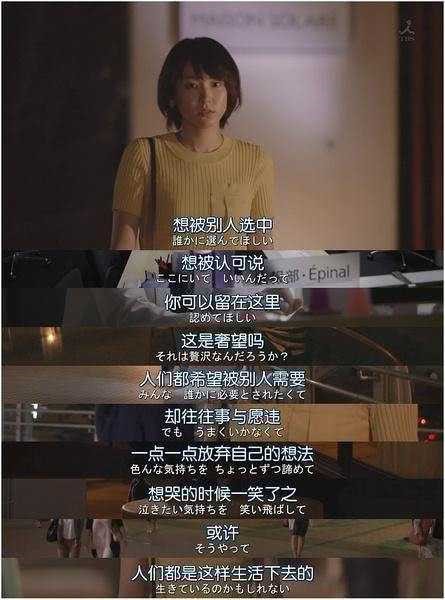 MARION SQUARE
TBS
想被别人选中
誰かに選んでほしい
想被认可说
ここにいて　いいんだって
部・Épinal
你可以留在这里
認めてほしい
这是奢望吗
それは贅沢なんだろうか？
人们都希望被别人需要
みんな　誰かに必要とされたくて
却往往事与愿违
でも　うまくいかなくて
一点一点放弃自己的想法
色んな気持ちを　ちょっとずつ諦めて
想哭的时候一笑了之
泣きたい気持ちを　笑い飛ばして
或许
そうやって
人们都是这样生活下去的
生きているのかもしれない